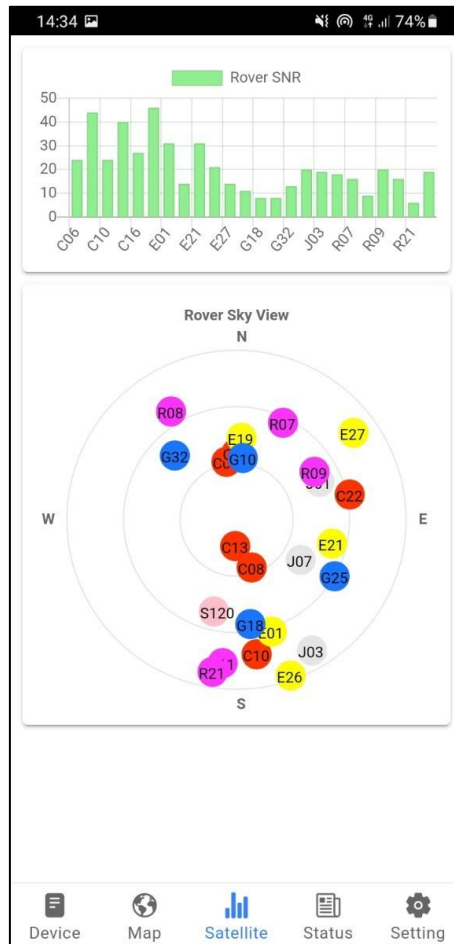 14:34 4G 74%
Rover SNR
50
40
30
20
10
0
C06 C10 C16 E01 E21 E27 G18 G32 J03 R07 R09 R21
Rover Sky View
N
R08
R07
E27
E19
G32
G10
R09
C22
W
E
C13
E21
J07
C08
G25
S120
G18
E01
J03
C10
R21
E26
S
Device Map Satellite Status Setting